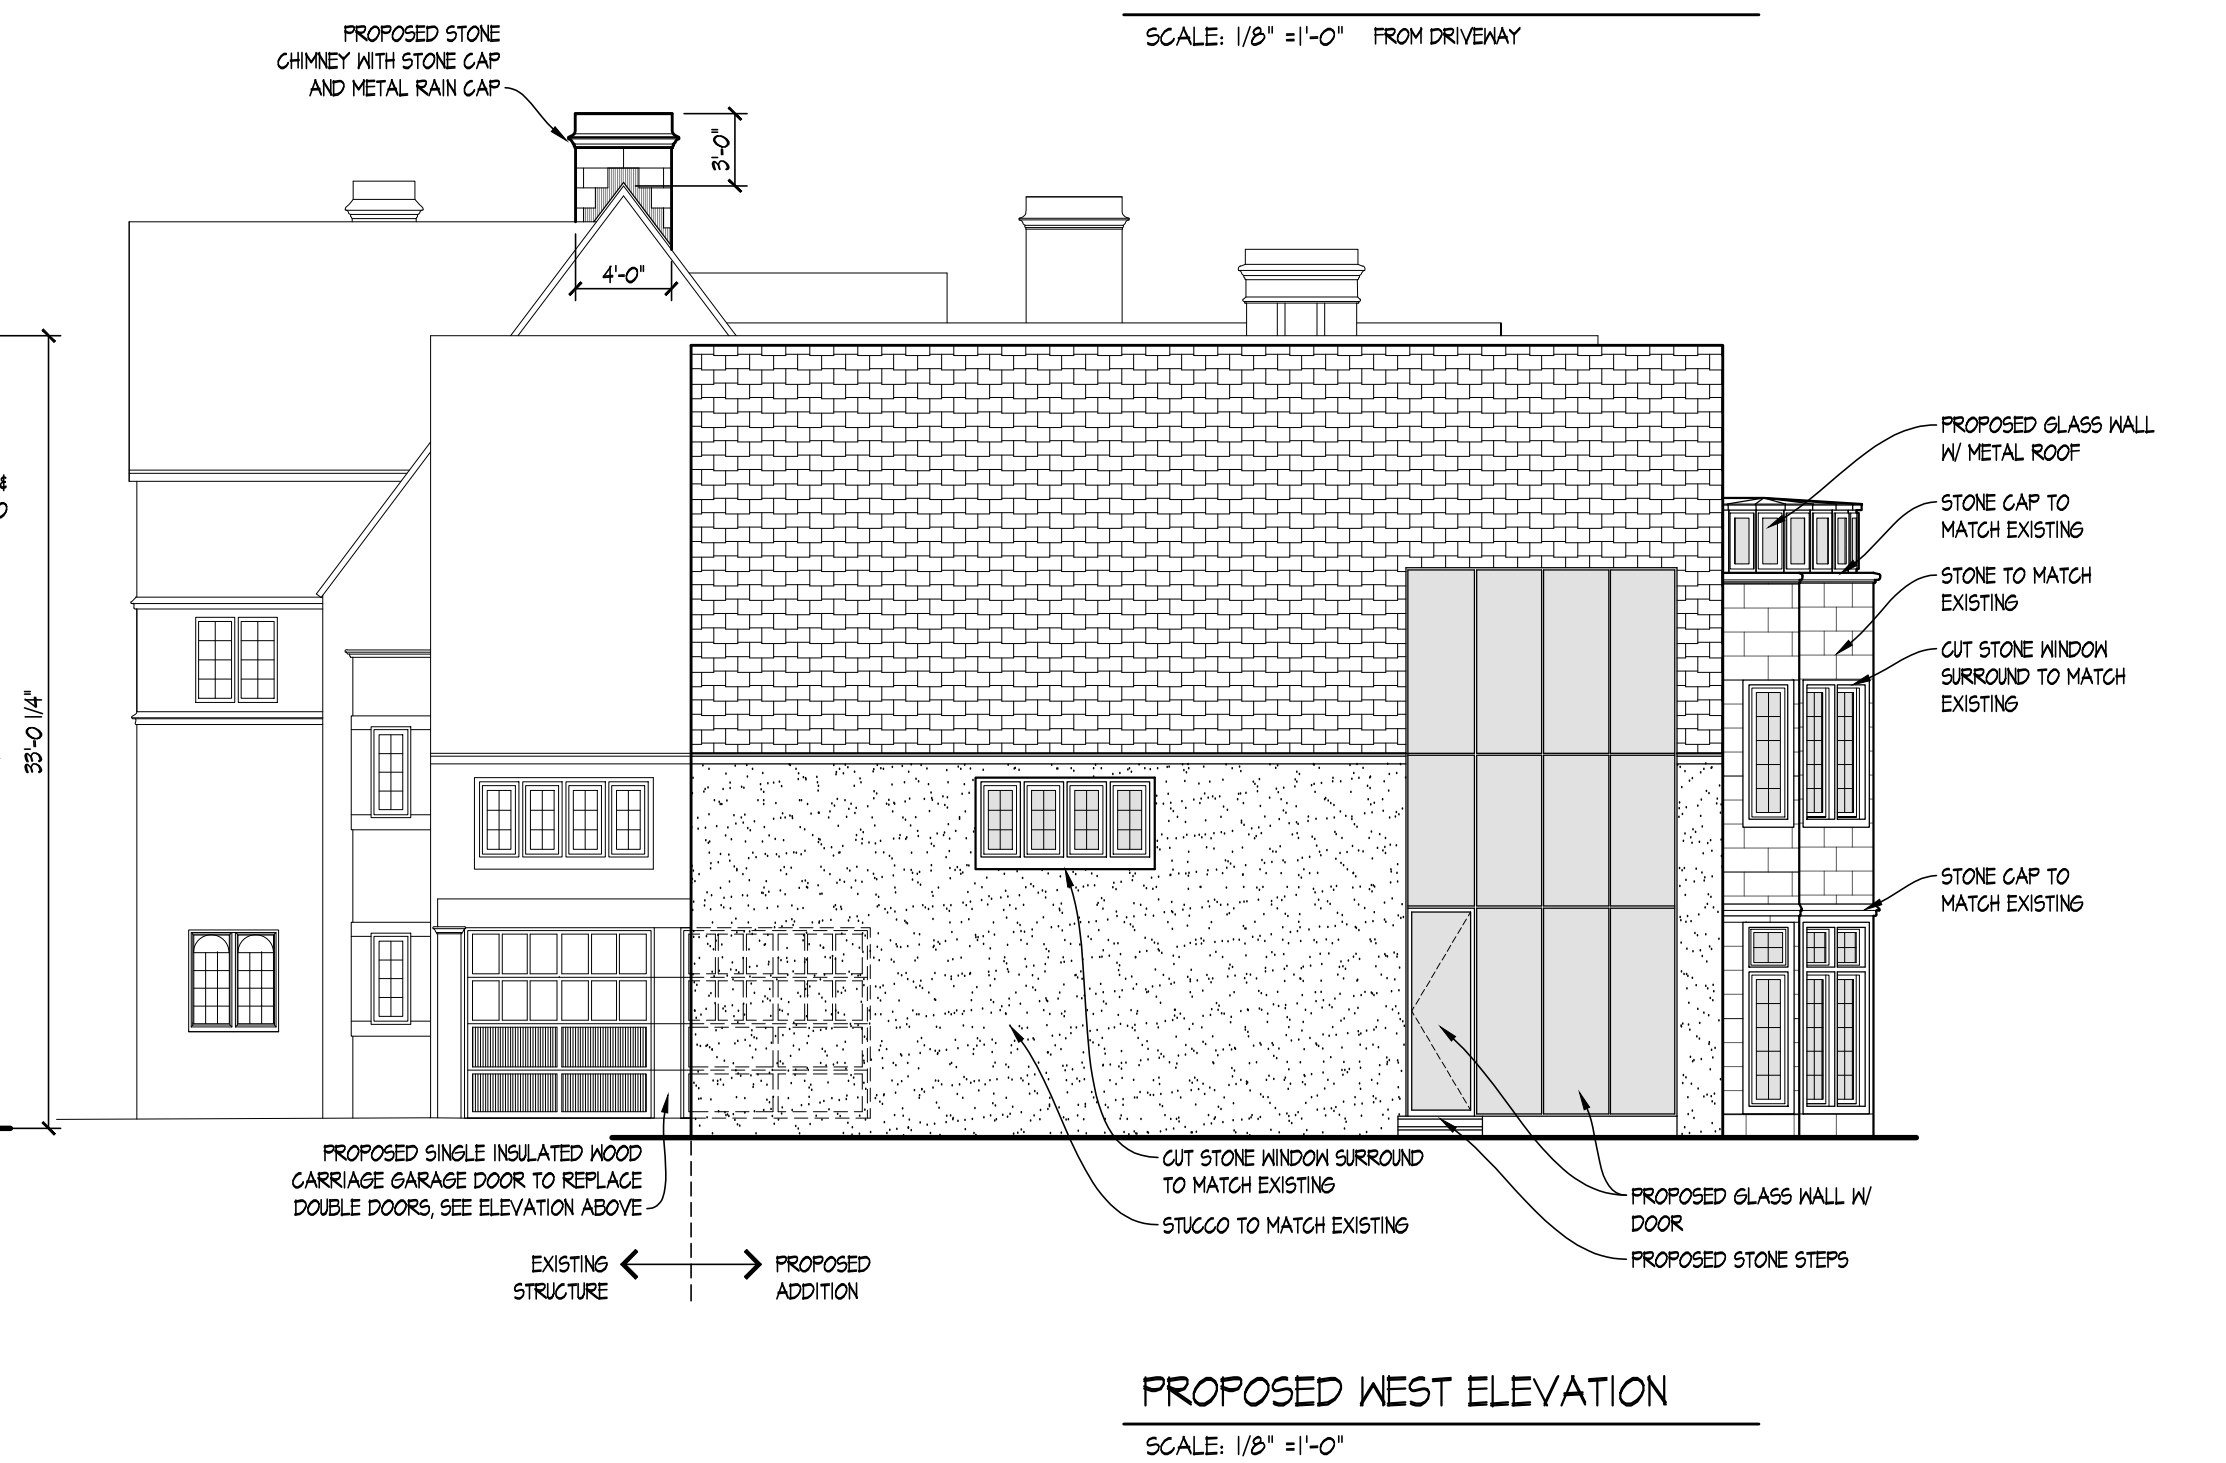 SCALE: 1/8" =1'-0" FROM DRIVEWAY
PROPOSED STONE
CHIMNEY WITH STONE CAP
AND METAL RAIN CAP
3'-0"
4'-0"
33'-0 1/4"
PROPOSED GLASS WALL
W/ METAL ROOF
STONE CAP TO
MATCH EXISTING
STONE TO MATCH
EXISTING
CUT STONE WINDOW
SURROUND TO MATCH
EXISTING
STONE CAP TO
MATCH EXISTING
PROPOSED SINGLE INSULATED WOOD
CARRIAGE GARAGE DOOR TO REPLACE
DOUBLE DOORS, SEE ELEVATION ABOVE
CUT STONE WINDOW SURROUND
TO MATCH EXISTING
STUCCO TO MATCH EXISTING
PROPOSED GLASS WALL W/
DOOR
PROPOSED STONE STEPS
EXISTING
STRUCTURE
PROPOSED
ADDITION
PROPOSED WEST ELEVATION
SCALE: 1/8" =1'-0"